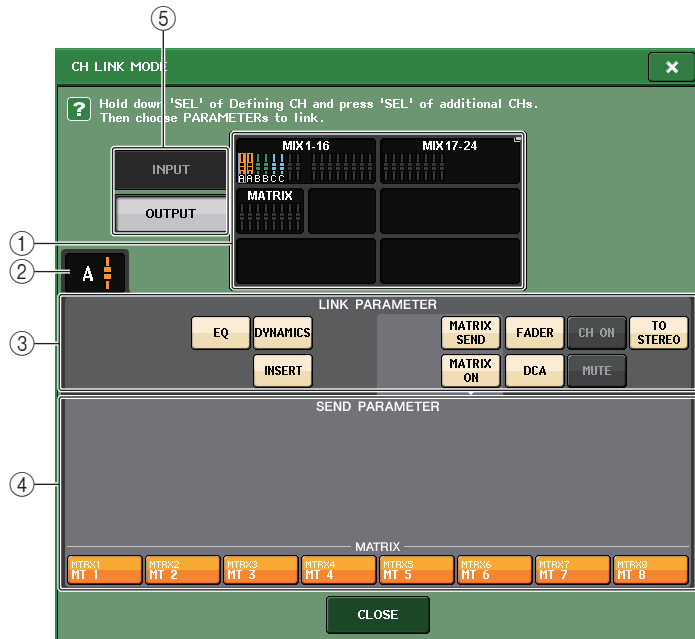 ⑤
CH LINK MODE
×
? Hold down 'SEL' of Defining CH and press 'SEL' of additional CHs.
Then choose PARAMETERs to link.
INPUT
OUTPUT
MIX1-16
MIX17-24
AABBCC
MATRIX
①
②
A
③
LINK PARAMETER
EQ
DYNAMICS
MATRIX
SEND
FADER
CH ON
TO
STEREO
INSERT
MATRIX
ON
DCA
MUTE
④
SEND PARAMETER
MATRIX
MTRX1
MT 1
MTRX2
MT 2
MTRX3
MT 3
MTRX4
MT 4
MTRX5
MT 5
MTRX6
MT 6
MTRX7
MT 7
MTRX8
MT 8
CLOSE